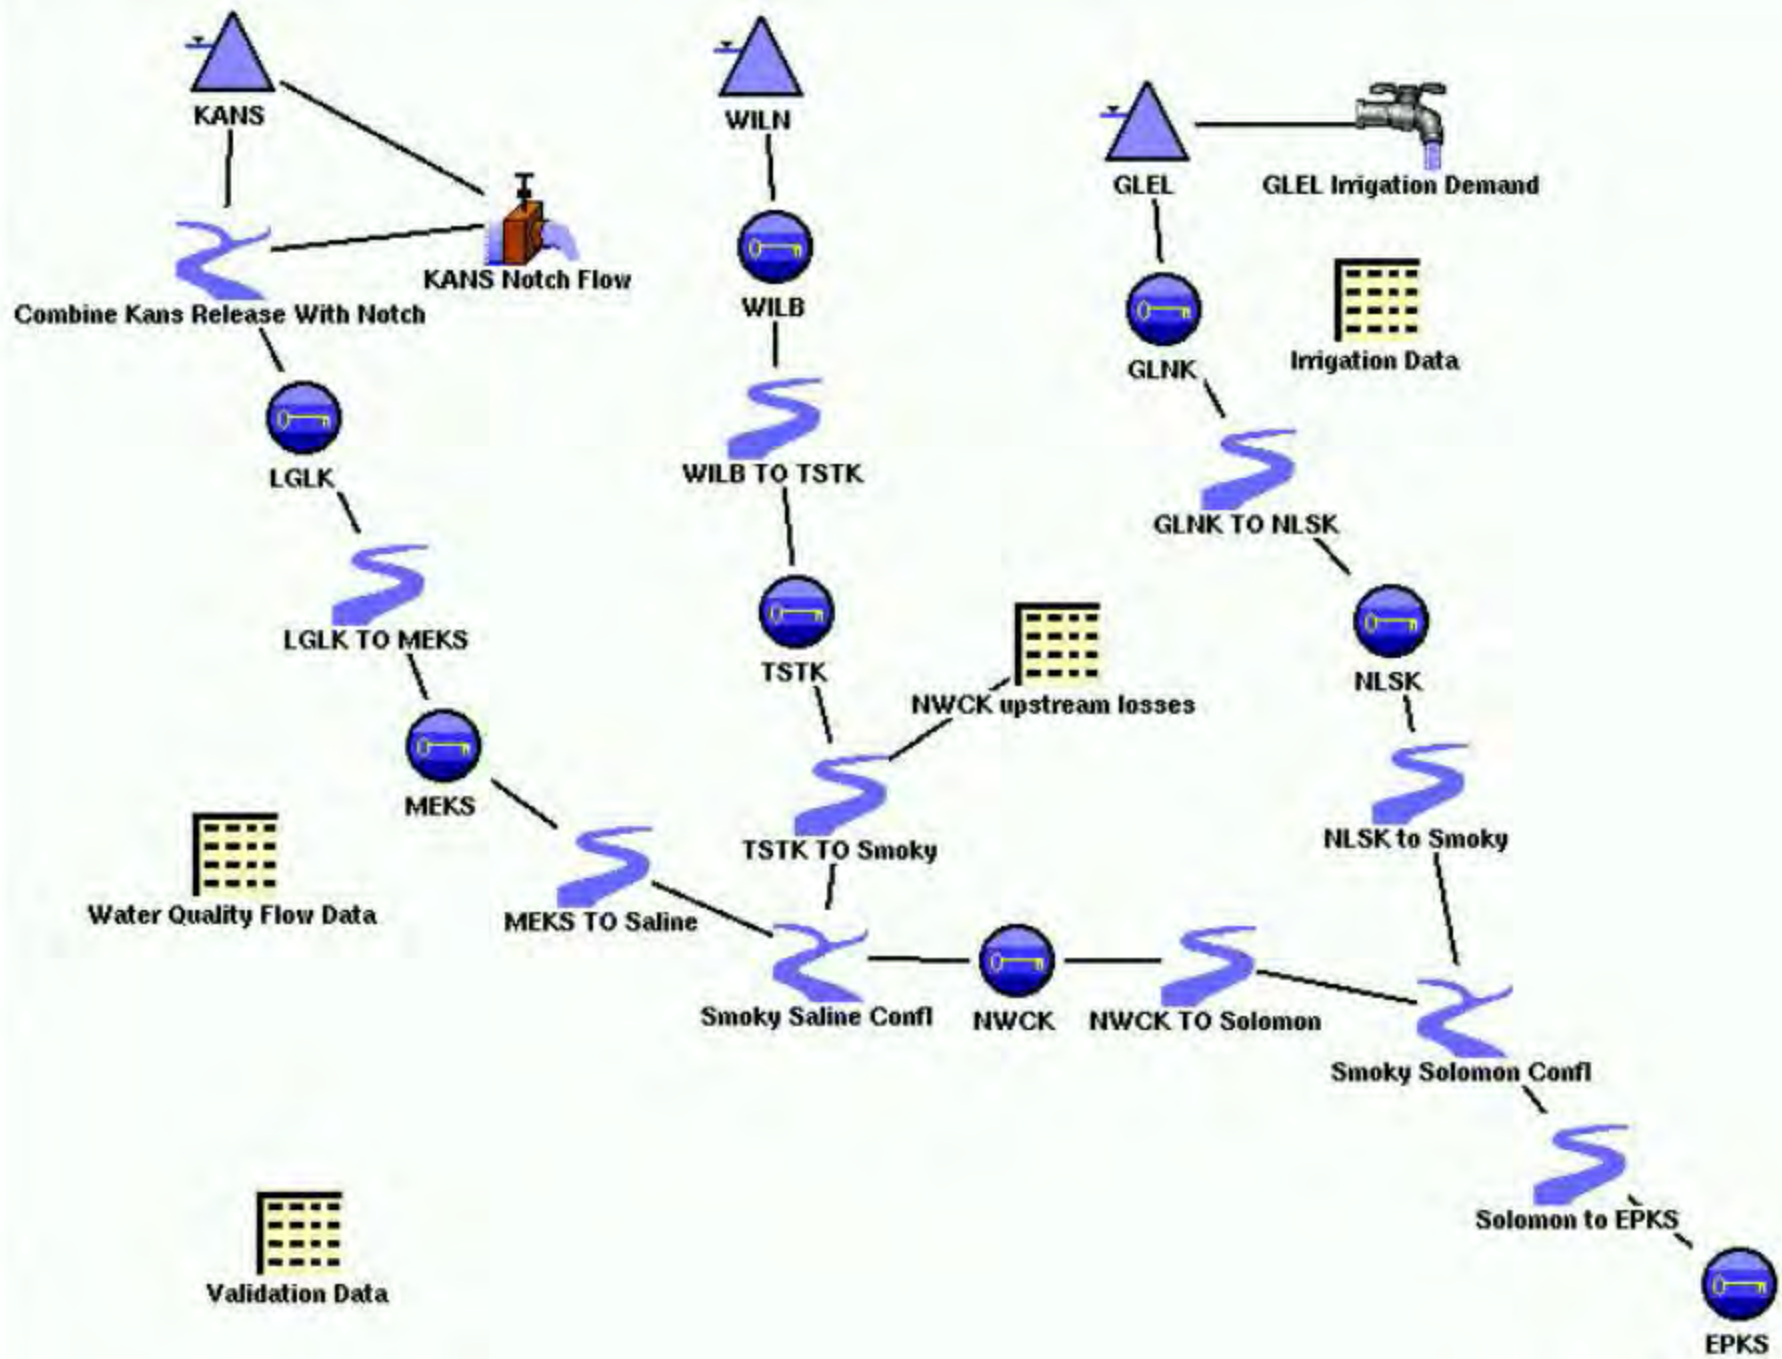 KANS
WILN
GLEL
GLEL Irrigation Demand
KANS Notch Flow
WILB
Combine Kans Release With Notch
GLNK
Irrigation Data
LGLK
WILB TO TSTK
GLNK TO NLSK
LGLK TO MEKS
TSTK
NLSK
NWCK upstream losses
MEKS
TSTK TO Smoky
NLSK to Smoky
Water Quality Flow Data
MEKS TO Saline
Smoky Saline Confl
NWCK
NWCK TO Solomon
Smoky Solomon Confl
Solomon to EPKS
Validation Data
EPKS